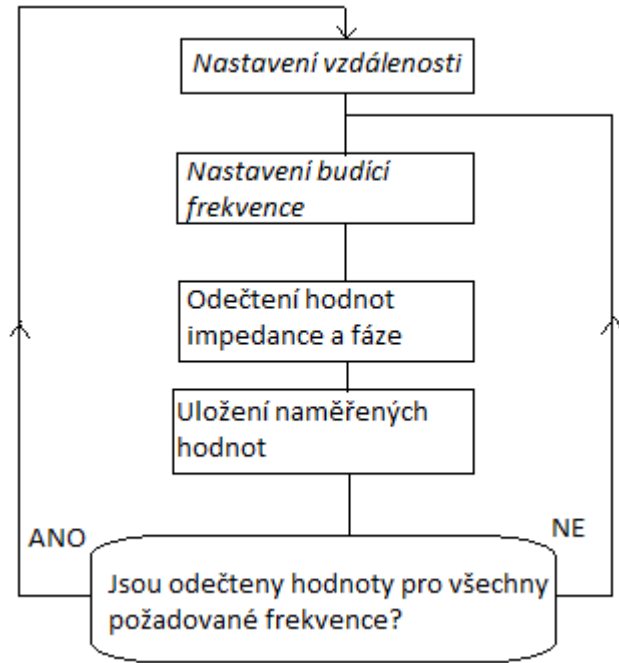 Nastavení vzdálenosti
Nastavení budící
frekvence
Odečtení hodnot
impedance a fáze
Uložení naměřených
hodnot
ANO
NE
Jsou odečteny hodnoty pro všechny
požadované frekvence?